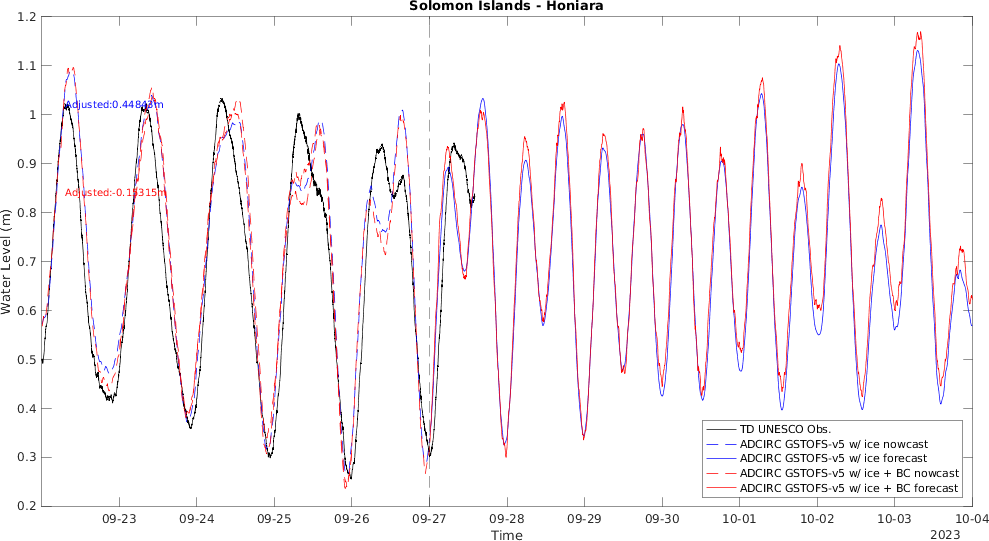 Solomon Islands - Honiara
1.2
1.1
1
0.9
0.8
0.7
0.6
0.5
0.4
0.3
0.2
Water Level (m)
Adjusted:0.44843m
Adjusted:-0.15315m
TD UNESCO Obs.
ADCIRC GSTOFS-v5 w/ ice nowcast
ADCIRC GSTOFS-v5 w/ ice forecast
ADCIRC GSTOFS-v5 w/ ice + BC nowcast
ADCIRC GSTOFS-v5 w/ ice + BC forecast
09-23 09-24 09-25 09-26 09-27 09-28 09-29 09-30 10-01 10-02 10-03 10-04
Time
2023